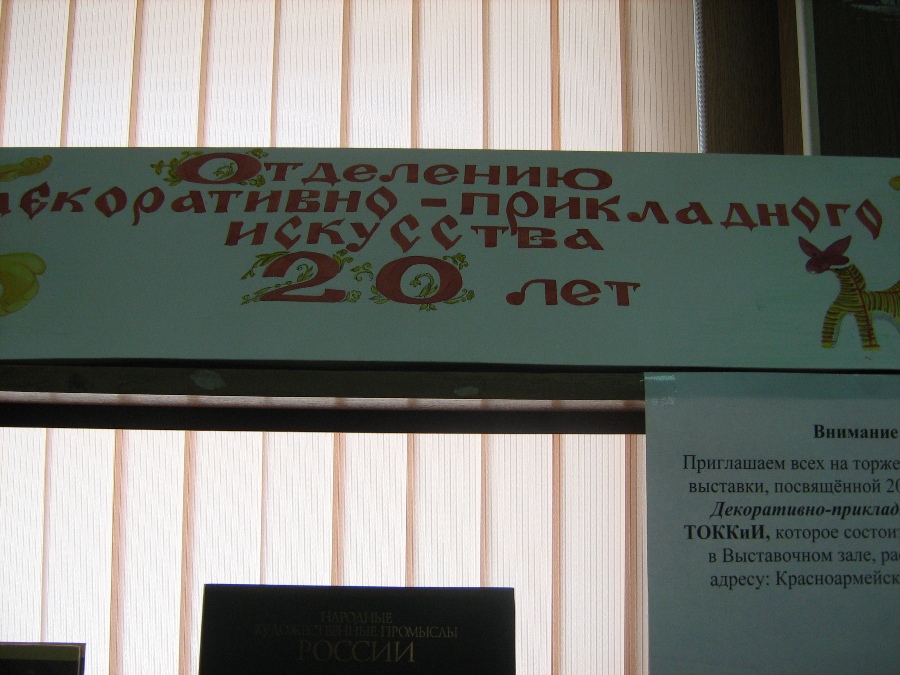 Отделению
декоративно-прикладного
искусства
20 лет
Внимание
Приглашаем всех на торже
выставки, посвящённой 20
Декоративно-приклад
ТОККиИ, которое состои
в Выставочном зале, рас
адресу: Красноармейск
НАРОДНЫЕ
ХУДОЖЕСТВЕННЫЕ ПРОМЫСЛЫ
РОССИИ